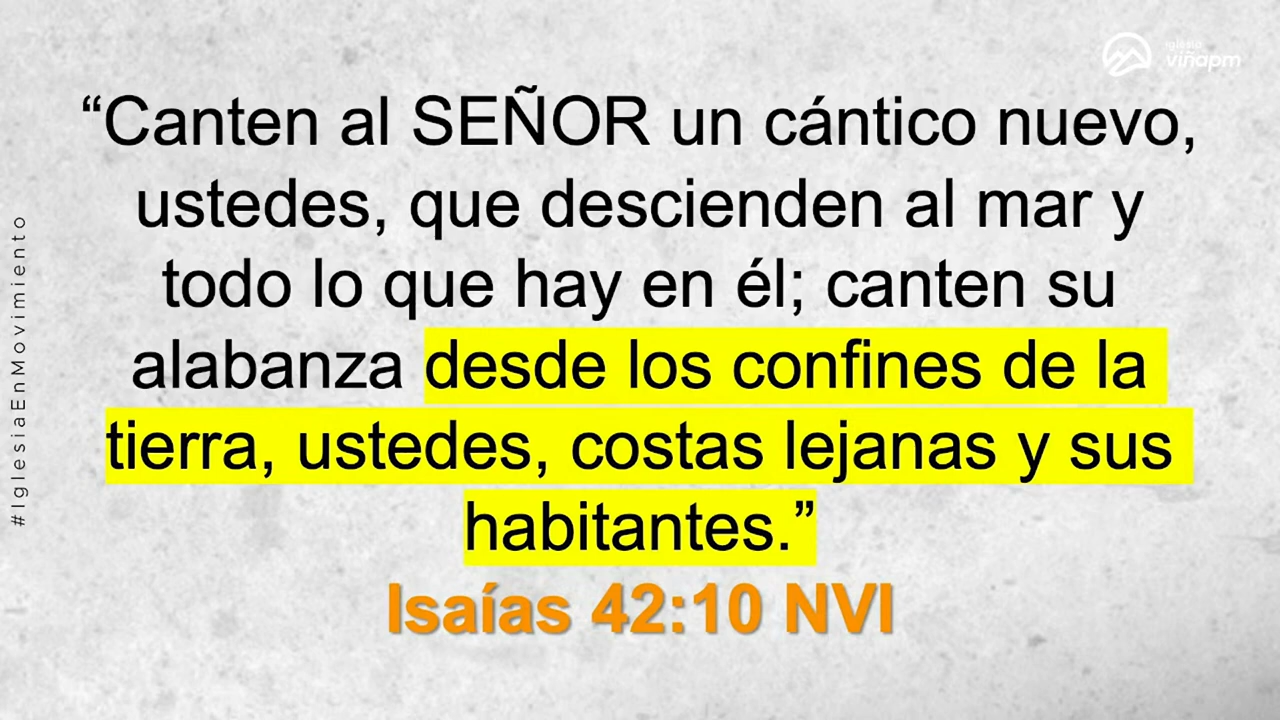 iglesia
viñapm
“Canten al SEÑOR un cántico nuevo,
ustedes, que descienden al mar y
todo lo que hay en él; canten su
alabanza desde los confines de la
tierra, ustedes, costas lejanas y sus
habitantes.”
Isaías 42:10 NVI
#IglesiaEnMovimiento